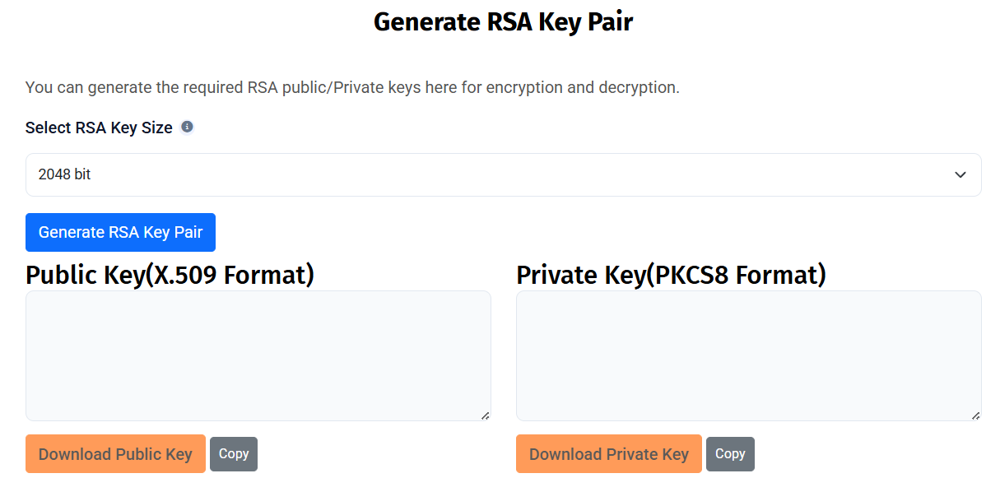 Generate RSA Key Pair
You can generate the required RSA public/Private keys here for encryption and decryption.
Select RSA Key Size
2048 bit
Generate RSA Key Pair
Public Key(X.509 Format)
Private Key(PKCS8 Format)
Download Public Key
Copy
Download Private Key
Copy